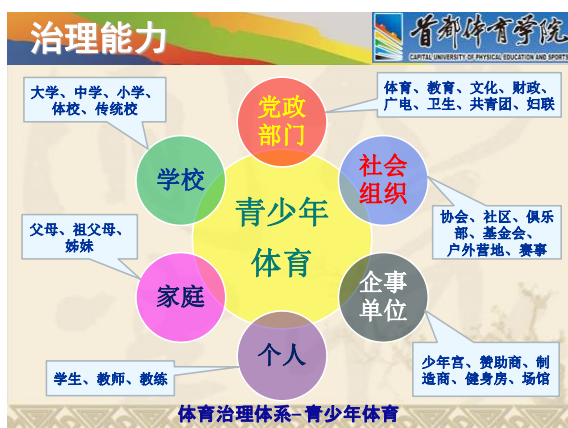 治理能力
首都体育学院
CAPITAL UNIVERSITY OF PHYSICAL EDUCATION AND SPORTS
大学、中学、小学、
体校、传统校
党政
部门
体育、教育、文化、财政、
广电、卫生、共青团、妇联
学校
社会
组织
青少年
体育
父母、祖父母、
姊妹
协会、社区、俱乐
部、基金会、
户外营地、赛事
家庭
企事
单位
个人
学生、教师、教练
少年宫、赞助商、制
造商、健身房、场馆
体育治理体系-青少年体育